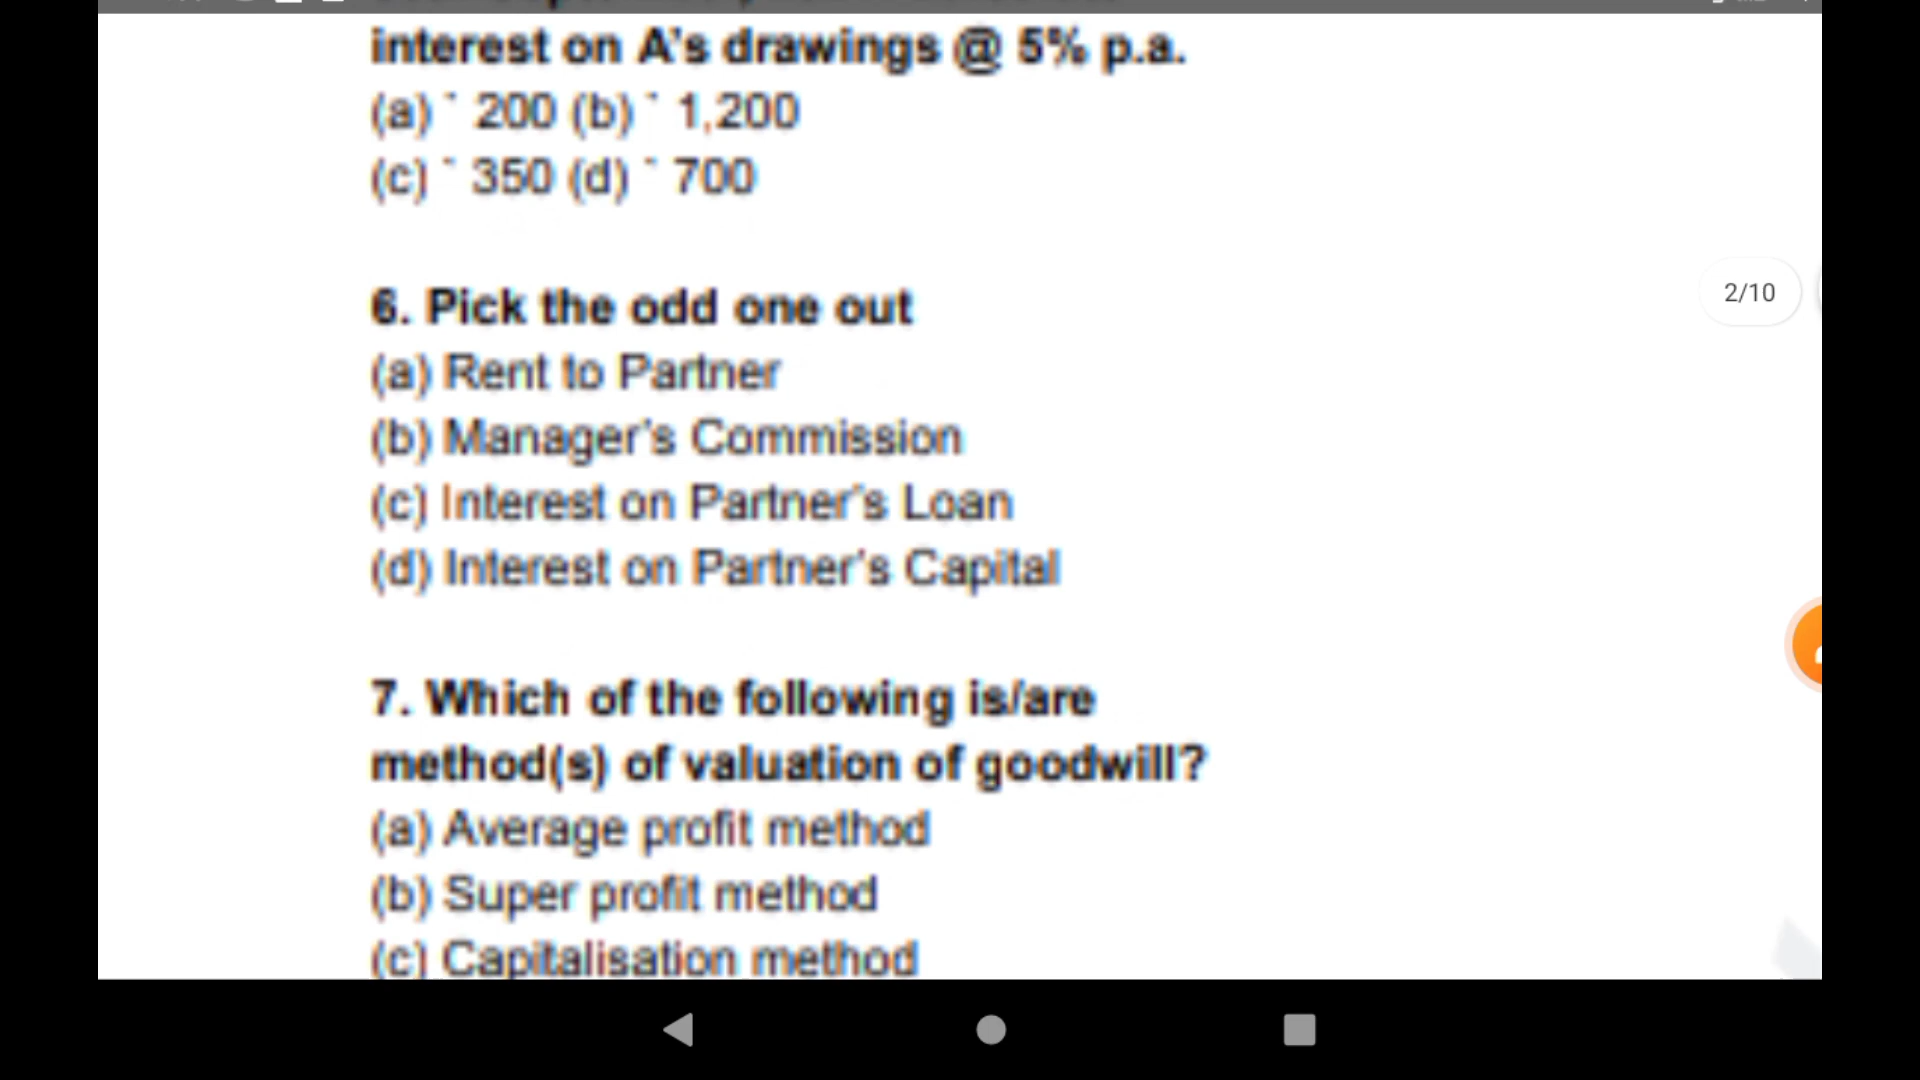 interest on A's drawings @ 5% p.a.
(a) ` 200 (b) ` 1,200
(c) ` 350 (d) ` 700
6. Pick the odd one out
(a) Rent to Partner
(b) Manager's Commission
(c) Interest on Partner's Loan
(d) Interest on Partner's Capital
2/10
7. Which of the following is/are
method(s) of valuation of goodwill?
(a) Average profit method
(b) Super profit method
(c) Capitalisation method